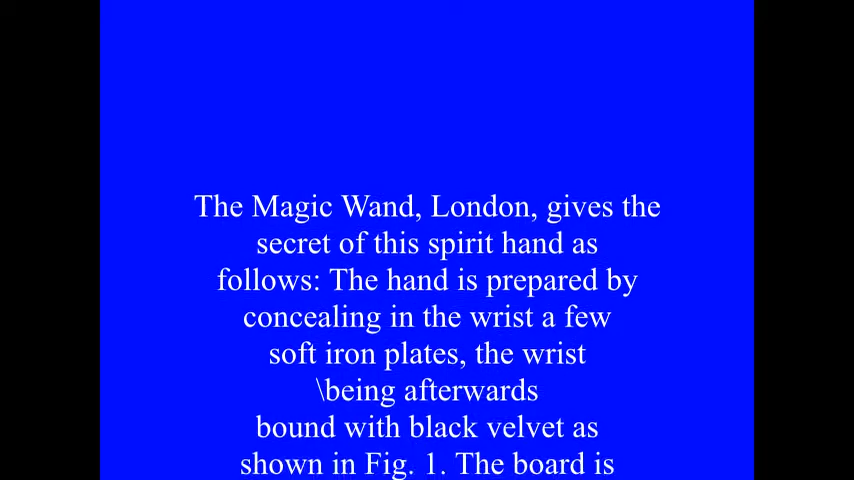 The Magic Wand, London, gives the
secret of this spirit hand as
follows: The hand is prepared by
concealing in the wrist a few
soft iron plates, the wrist
\being afterwards
bound with black velvet as
shown in Fig. 1. The board is